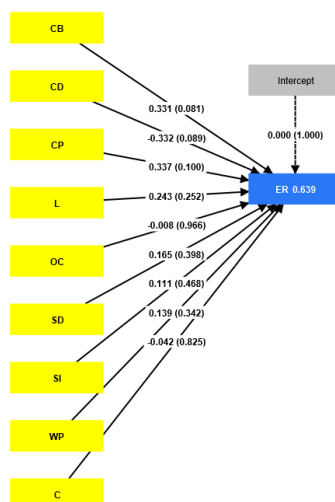 CB
CD
Intercept
0.331 (0.081)
-0.332 (0.089)
0.000 (1.000)
CP
0.337 (0.100)
L
0.243 (0.252)
ER 0.639
OC
-0.008 (0.966)
0.165 (0.398)
SD
0.111 (0.468)
0.139 (0.342)
-0.042 (0.825)
SI
WP
C